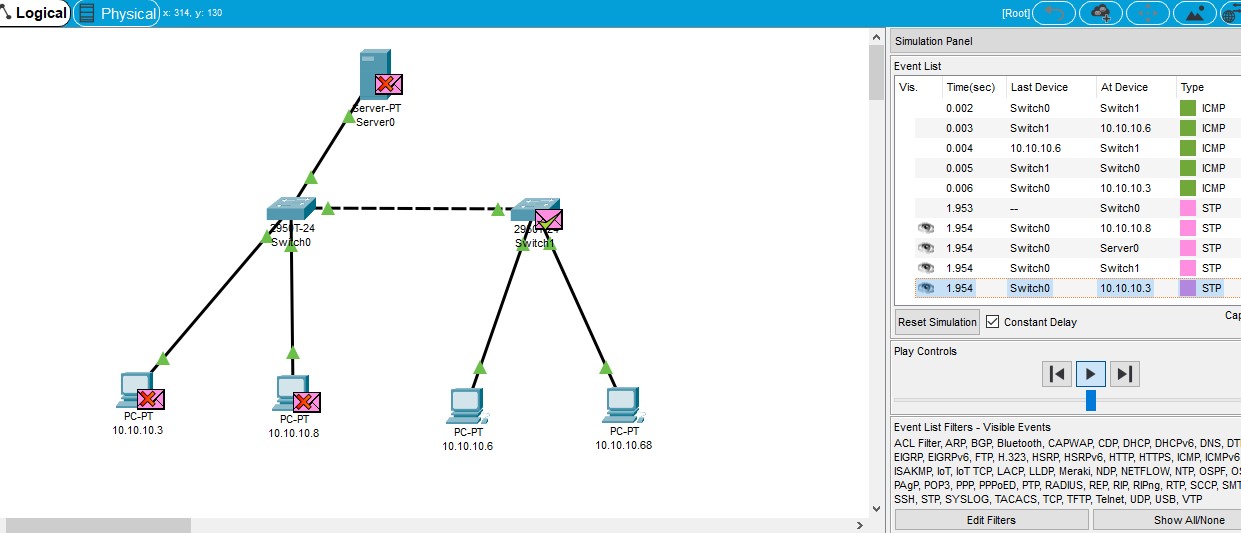 Logical Physical x: 314, y: 130 [Root]
Simulation Panel
Event List
Vis. Time(sec) Last Device At Device Type
0.002 Switch0 Switch1 ICMP
0.003 Switch1 10.10.10.6 ICMP
0.004 10.10.10.6 Switch1 ICMP
0.005 Switch1 Switch0 ICMP
0.006 Switch0 10.10.10.3 ICMP
1.953 -- Switch0 STP
1.954 Switch0 10.10.10.8 STP
1.954 Switch0 Server0 STP
1.954 Switch0 Switch1 STP
1.954 Switch0 10.10.10.3 STP
Reset Simulation Constant Delay Cap
Play Controls
Event List Filters - Visible Events
ACL Filter, ARP, BGP, Bluetooth, CAPWAP, CDP, DHCP, DHCPv6, DNS, DT
EIGRP, EIGRPv6, FTP, H.323, HSRP, HSRPv6, HTTP, HTTPS, ICMP, ICMPv6
ISAKMP, IoT, IoT TCP, LACP, LLDP, Meraki, NDP, NETFLOW, NTP, OSPF, OS
PAgP, POP3, PPP, PPPoED, PTP, RADIUS, REP, RIP, RIPng, RTP, SCCP, SMT
SSH, STP, SYSLOG, TACACS, TCP, TFTP, Telnet, UDP, USB, VTP
Edit Filters Show All/None
Server-PT
Server0
2950T-24
Switch0
2950T-24
Switch1
PC-PT
10.10.10.3
PC-PT
10.10.10.8
PC-PT
10.10.10.6
PC-PT
10.10.10.68